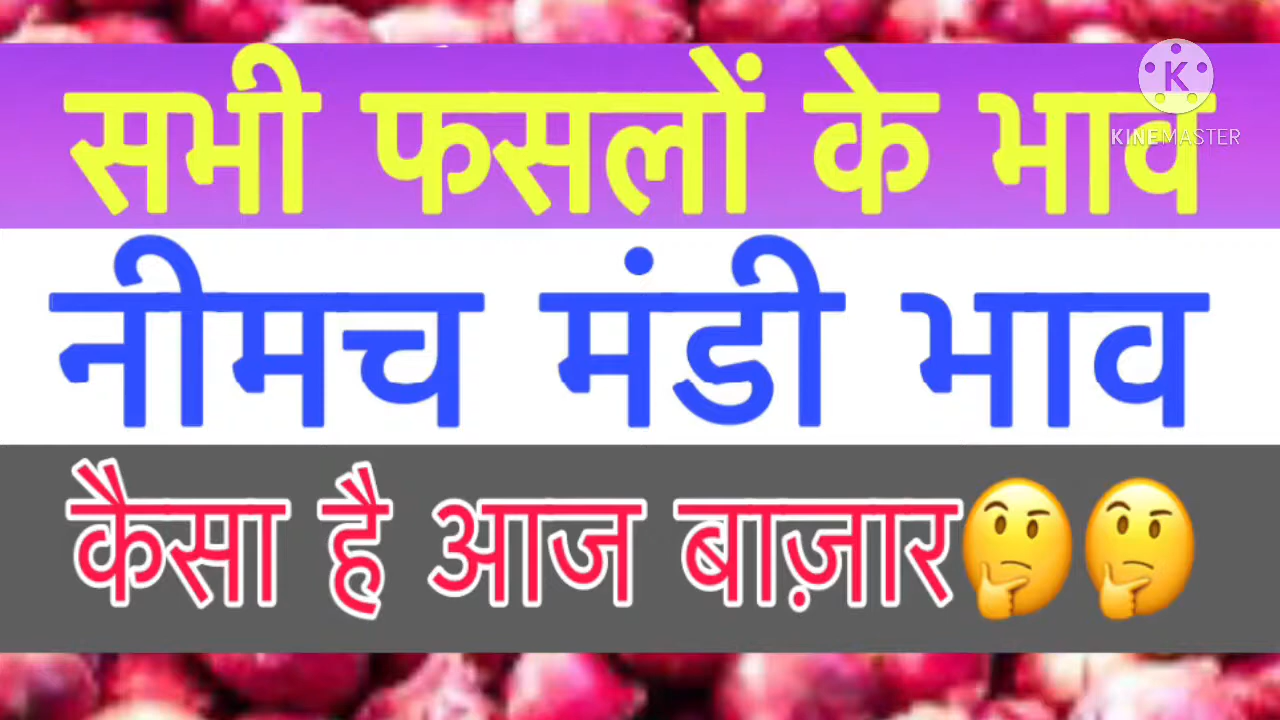 सभी फसलों के भाव
K
KINEMASTER
नीमच मंडी भाव
कैसा है आज बाज़ार🤔🤔